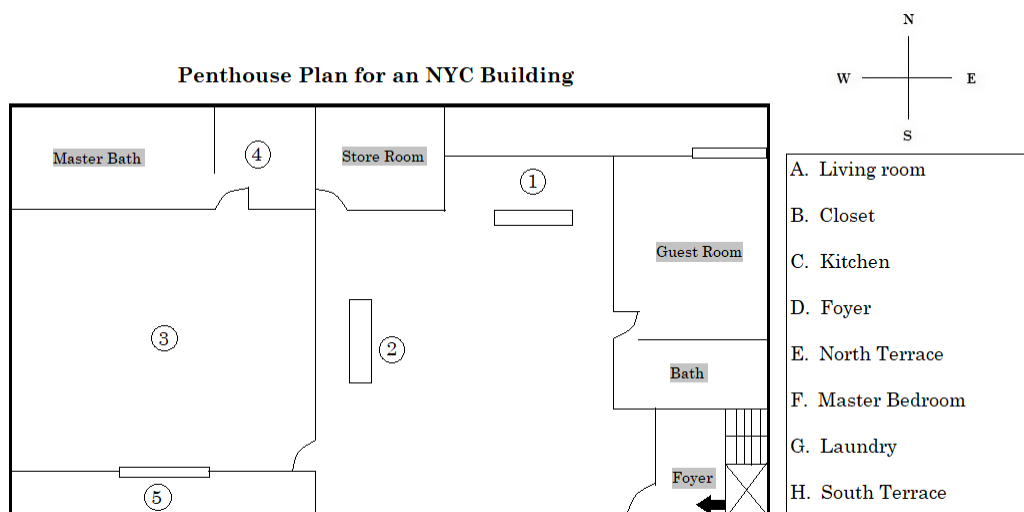 N
Penthouse Plan for an NYC Building
W E
S
Master Bath
4
Store Room
1
Guest Room
3
2
Bath
Foyer
5
A. Living room
B. Closet
C. Kitchen
D. Foyer
E. North Terrace
F. Master Bedroom
G. Laundry
H. South Terrace